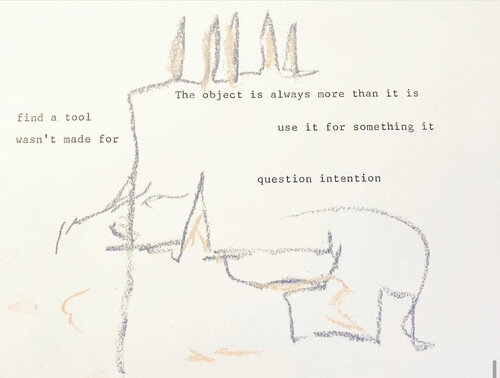 The object is always more than it is
find a tool
use it for something it
wasn't made for
question intention